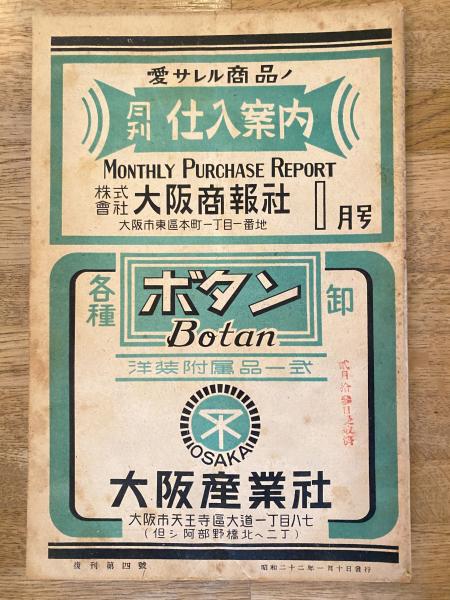 愛サレル商品ノ
月刊 仕入案内
MONTHLY PURCHASE REPORT
株式會社 大阪商報社 1月号
大阪市東區本町一丁目一番地
各種 ボタン 卸
Botan
洋装附属品一式
OSAKA
大阪産業社
大阪市天王寺區大道一丁目八七
(但シ阿部野橋北ヘ二丁)
復刊第四號
昭和二十二年一月十日發行